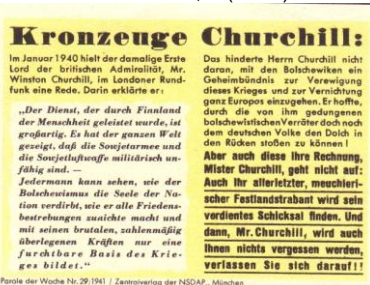 Kronzeuge Churchill:
Im Januar 1940 hielt der damalige Erste
Lord der britischen Admiralität, Mr.
Winston Churchill, im Londoner Rund-
funk eine Rede. Darin erklärte er:
„Der Dienst, der durch Finnland
der Menschheit geleistet wurde, ist
großartig. Es hat der ganzen Welt
gezeigt, daß die Sowjetarmee und
die Sowjetluftwaffe militärisch un-
fähig sind. —
Jedermann kann sehen, wie der
Bolschewismus die Seele der Na-
tion verdirbt, wie er alle Friedens-
bestrebungen zunichte macht und
mit seinen brutalen, zahlenmäßig
überlegenen Kräften nur eine
furchtbare Basis des Krie-
ges bildet.“
Das hinderte Herrn Churchill nicht
daran, mit den Bolschewiken ein
Geheimbündnis zur Verewigung
dieses Krieges und zur Vernichtung
ganz Europas einzugehen. Er hoffte,
durch die von ihm gedungenen
bolschewistischen Verräter doch noch
dem deutschen Volke den Dolch in
den Rücken stoßen zu können!
Aber auch diese Ihre Rechnung,
Mister Churchill, geht nicht auf:
Auch Ihr allerletzter, meuchleri-
scher Festlandstrabant wird sein
verdientes Schicksal finden. Und
dann, Mr. Churchill, wird auch
Ihnen nichts vergessen werden,
verlassen Sie sich darauf!!
Parole der Woche Nr. 29:1941 / Zentralverlag der NSDAP., München